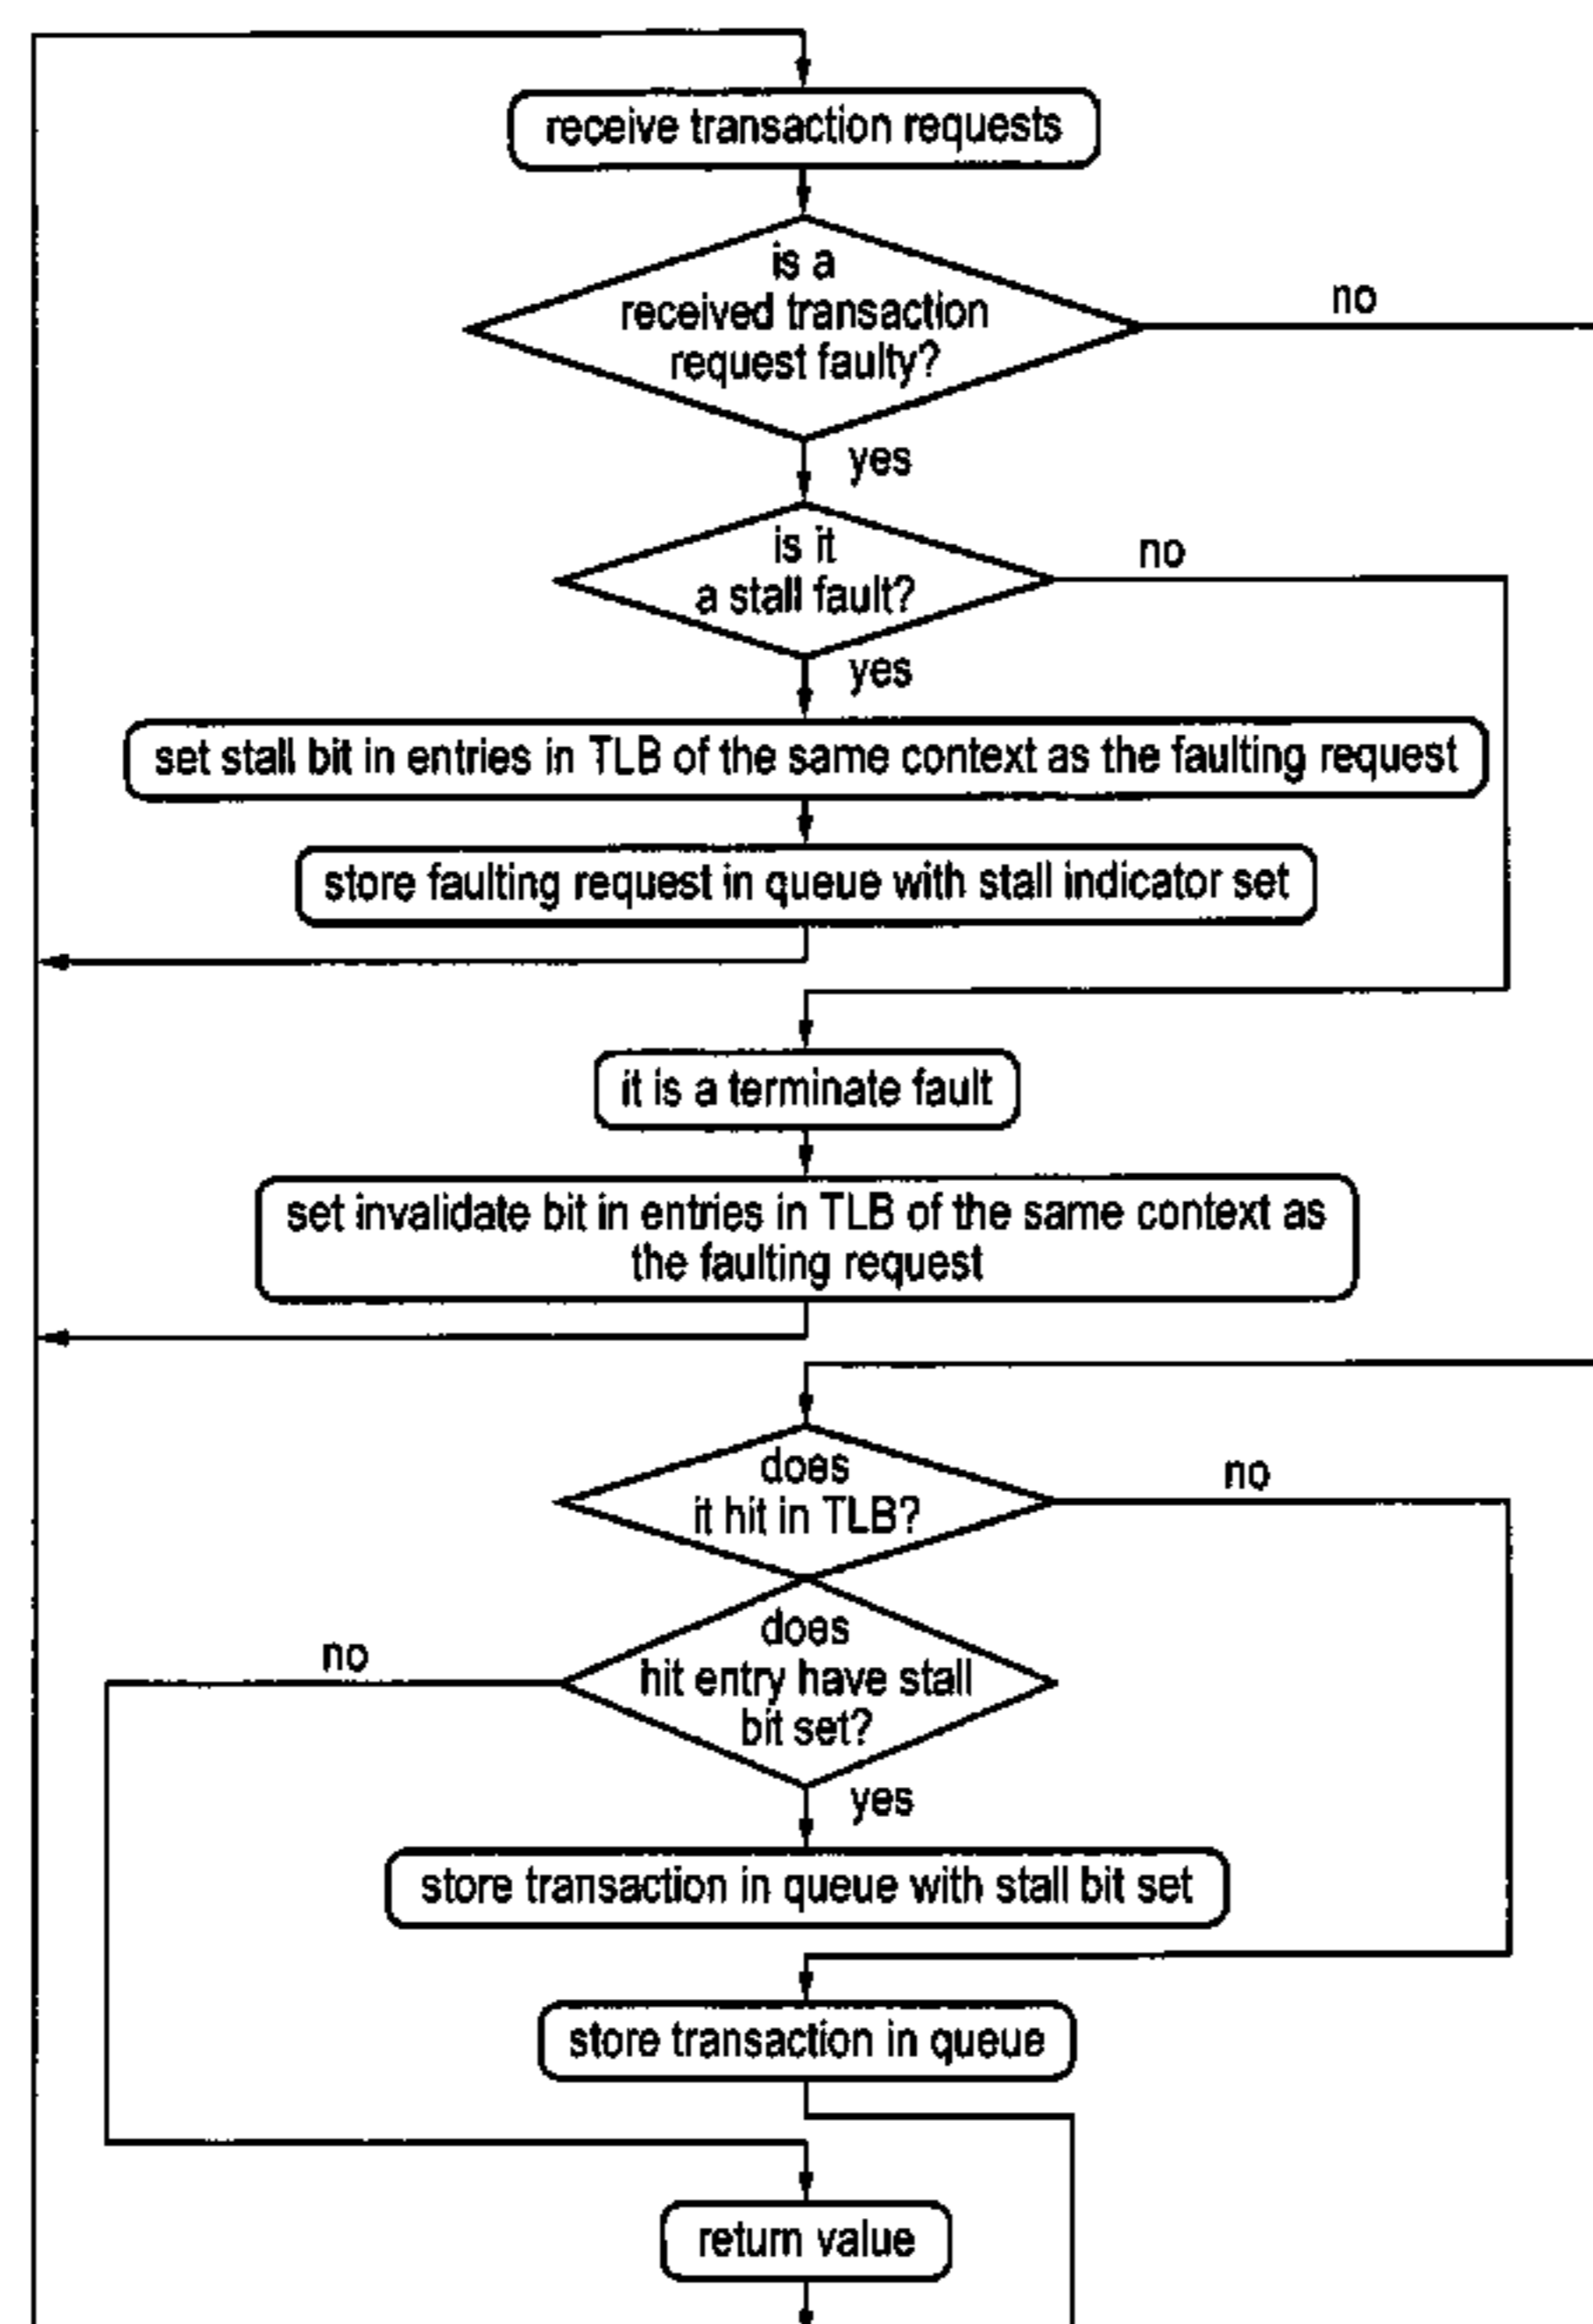 receive transaction requests
is a
received transaction
request faulty?
no
yes
is it
a stall fault?
no
yes
set stall bit in entries in TLB of the same context as the faulting request
store faulting request in queue with stall indicator set
it is a terminate fault
set invalidate bit in entries in TLB of the same context as
the faulting request
does
it hit in TLB?
no
does
hit entry have stall
bit set?
no
yes
store transaction in queue with stall bit set
store transaction in queue
return value